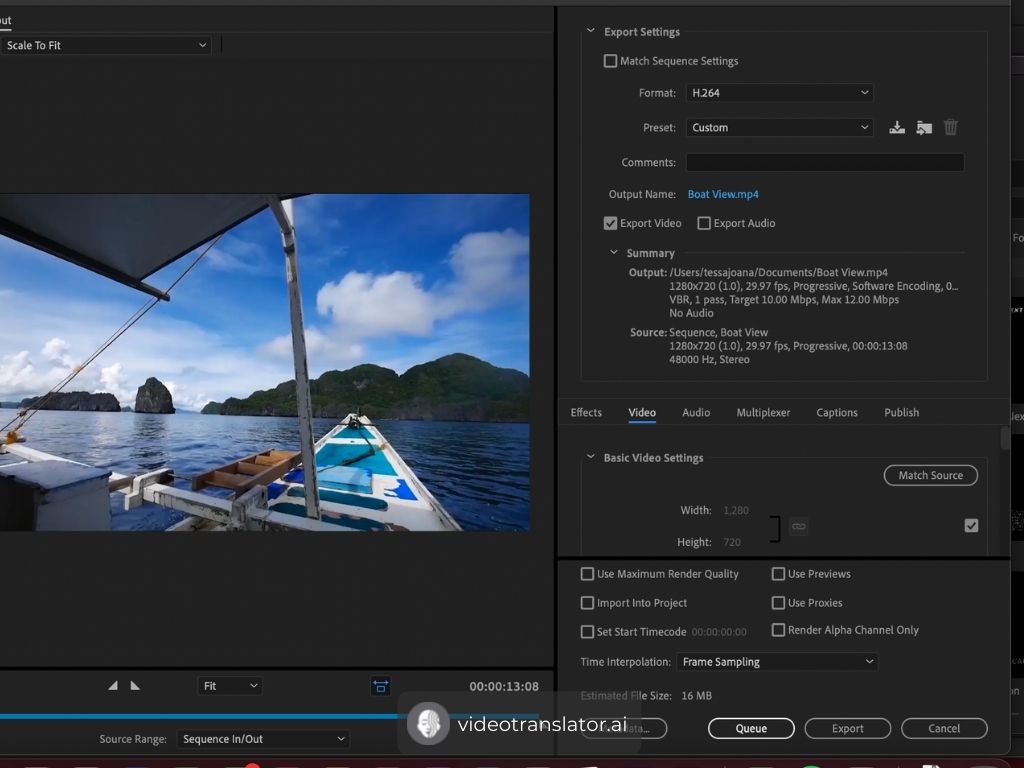 Scale To Fit
Export Settings
Match Sequence Settings
Format: H.264
Preset: Custom
Comments:
Output Name: Boat View.mp4
Export Video Export Audio
Summary
Output: /Users/tessajoana/Documents/Boat View.mp4
1280x720 (1.0), 29.97 fps, Progressive, Software Encoding, 0...
VBR, 1 pass, Target 10.00 Mbps, Max 12.00 Mbps
No Audio
Source: Sequence, Boat View
1280x720 (1.0), 29.97 fps, Progressive, 00:00:13:08
48000 Hz, Stereo
Effects Video Audio Multiplexer Captions Publish
Basic Video Settings
Match Source
Width: 1,280
Height: 720
Use Maximum Render Quality Use Previews
Import Into Project Use Proxies
Set Start Timecode 00:00:00:00 Render Alpha Channel Only
Time Interpolation: Frame Sampling
Fit 00:00:13:08
Estimated File Size: 16 MB
videotranslator.ai
Queue Export Cancel
Source Range: Sequence In/Out